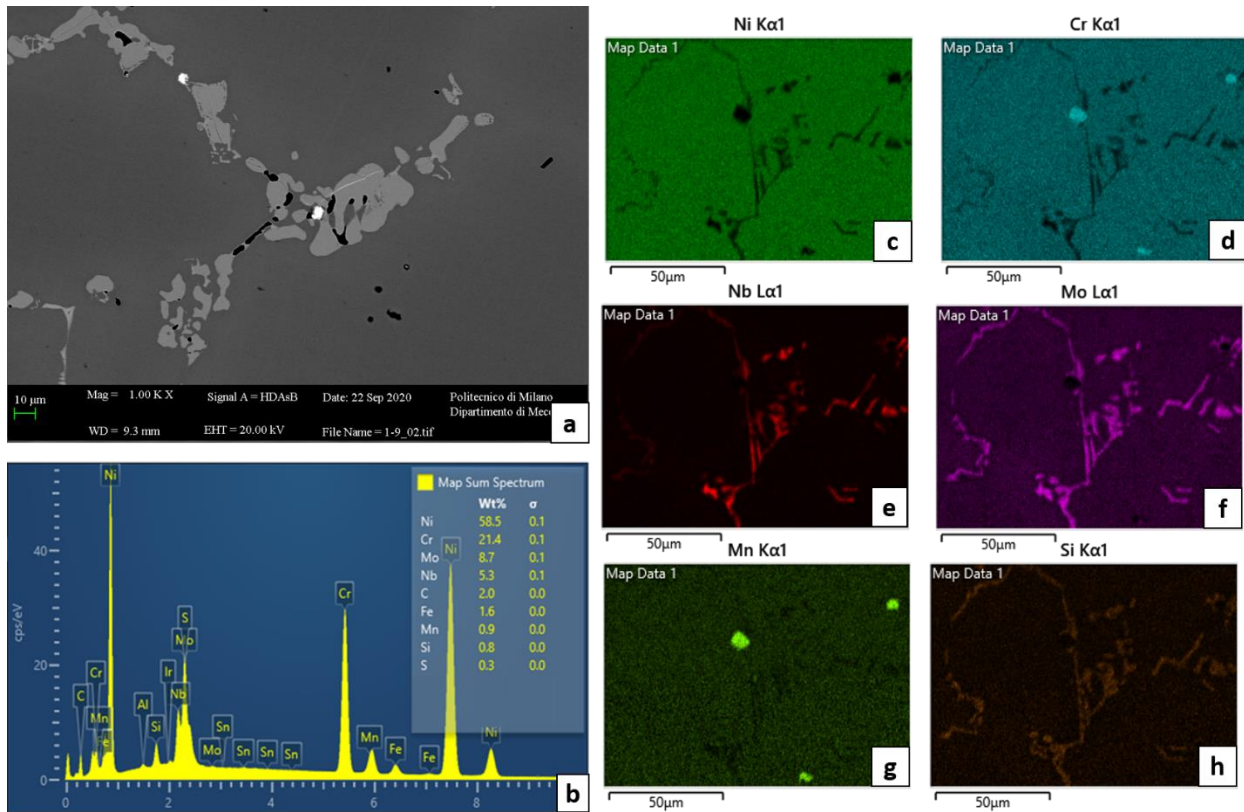 Mag = 1.00 K X Signal A = HDAsB Date: 22 Sep 2020 Politecnico di Milano
10 µm Dipartimento di Mecc
WD = 9.3 mm EHT = 20.00 kV File Name = 1-9_02.tif
a
Ni
Cr
C
Mn
Fe
Al
Si
Ir
Nb
S
Mo
Mo
Sn
Sn
Sn
Sn
Cr
Mn
Fe
Fe
Ni
Ni
Map Sum Spectrum
Wt% σ
Ni 58.5 0.1
Cr 21.4 0.1
Mo 8.7 0.1
Nb 5.3 0.1
C 2.0 0.0
Fe 1.6 0.0
Mn 0.9 0.0
Si 0.8 0.0
S 0.3 0.0
40
20
0
cps/eV
0 2 4 6 8
b
Ni Kα1
Map Data 1
c
50µm
Cr Kα1
Map Data 1
d
50µm
Nb Lα1
Map Data 1
e
50µm
Mo Lα1
Map Data 1
f
50µm
Mn Kα1
Map Data 1
g
50µm
Si Kα1
Map Data 1
h
50µm